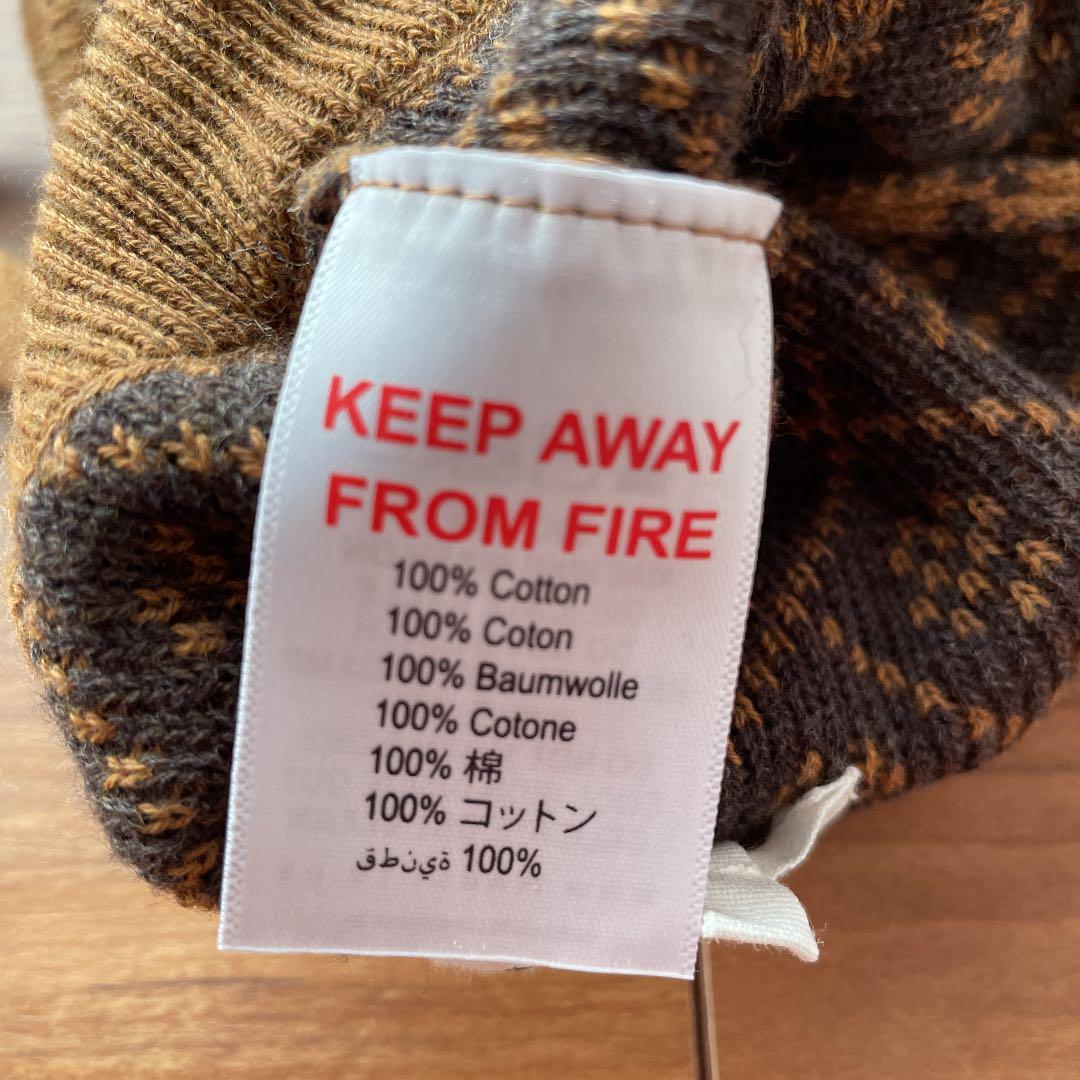 KEEP AWAY
FROM FIRE
100% Cotton
100% Coton
100% Baumwolle
100% Cotone
100% 棉
100% コットン
100% ةينطق